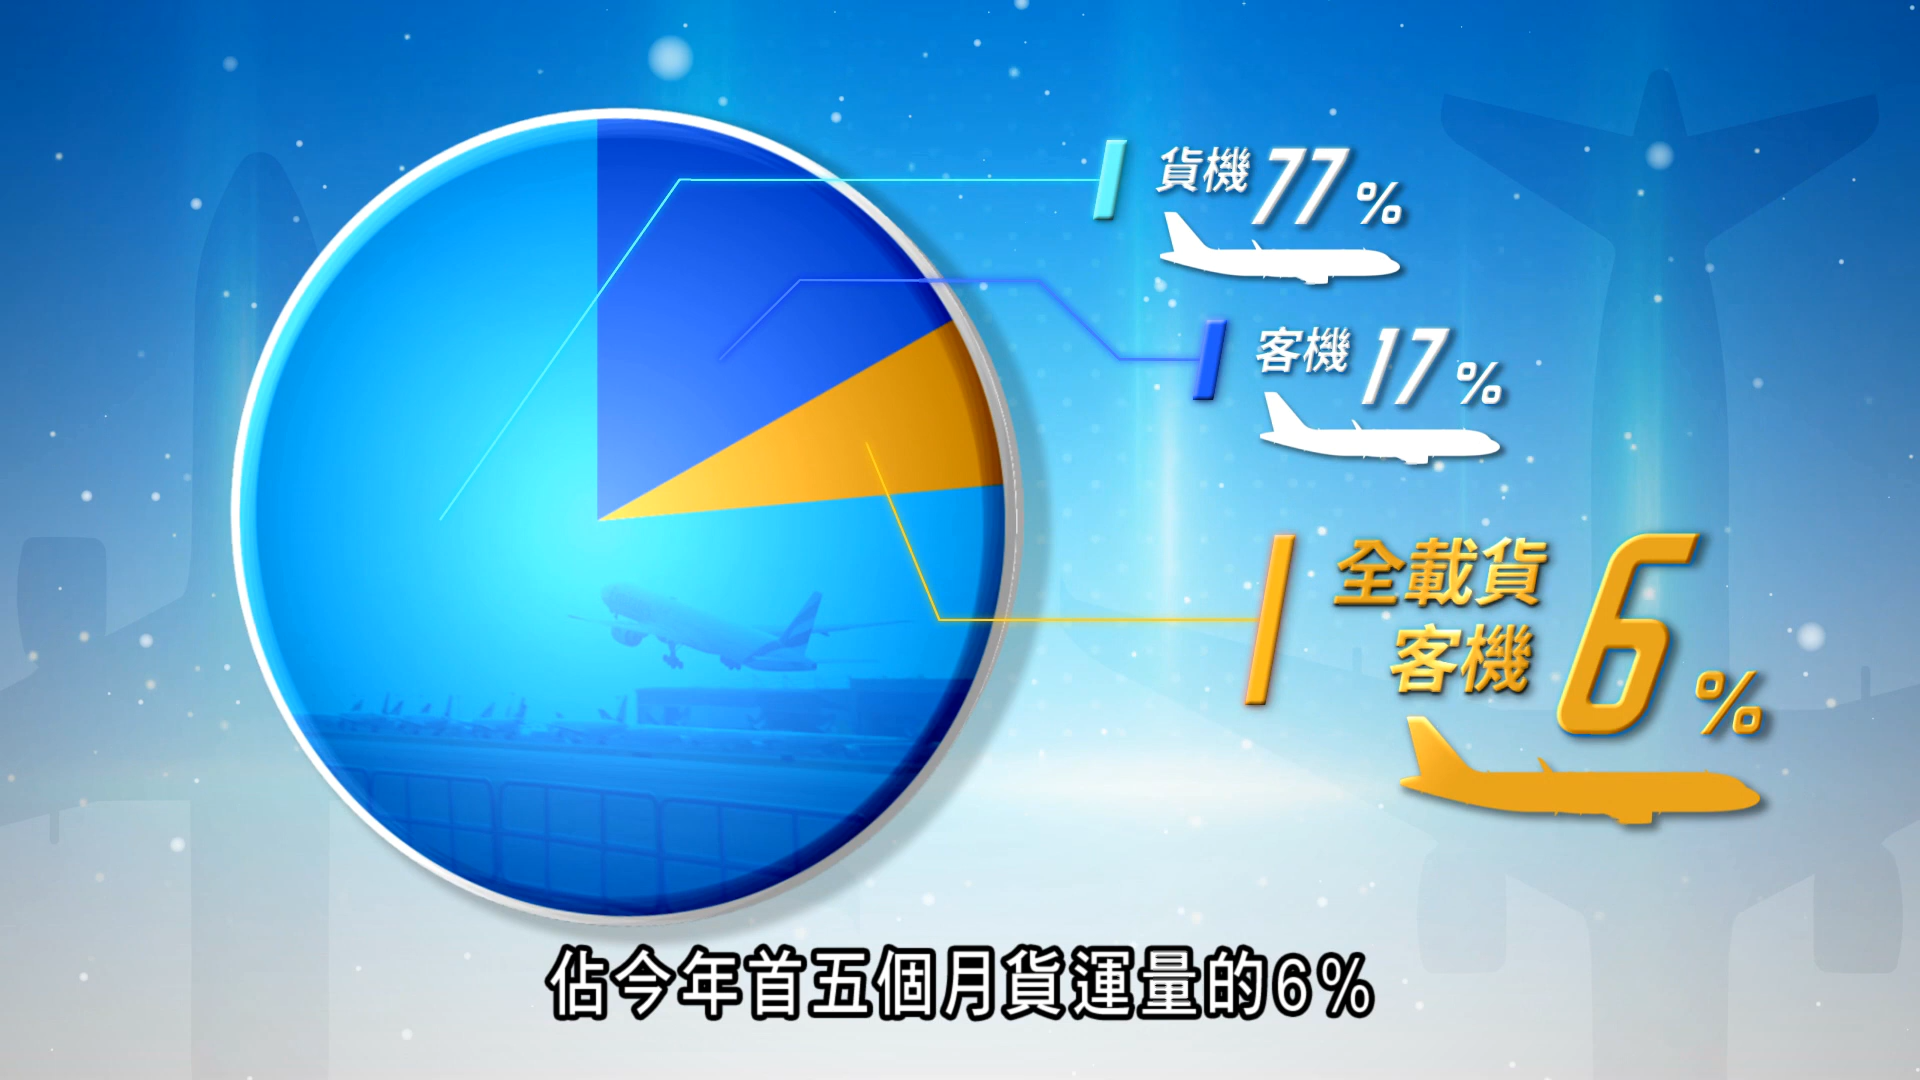 貨機 77%
客機 17%
全載貨
客機 6%
佔今年首五個月貨運量的6%